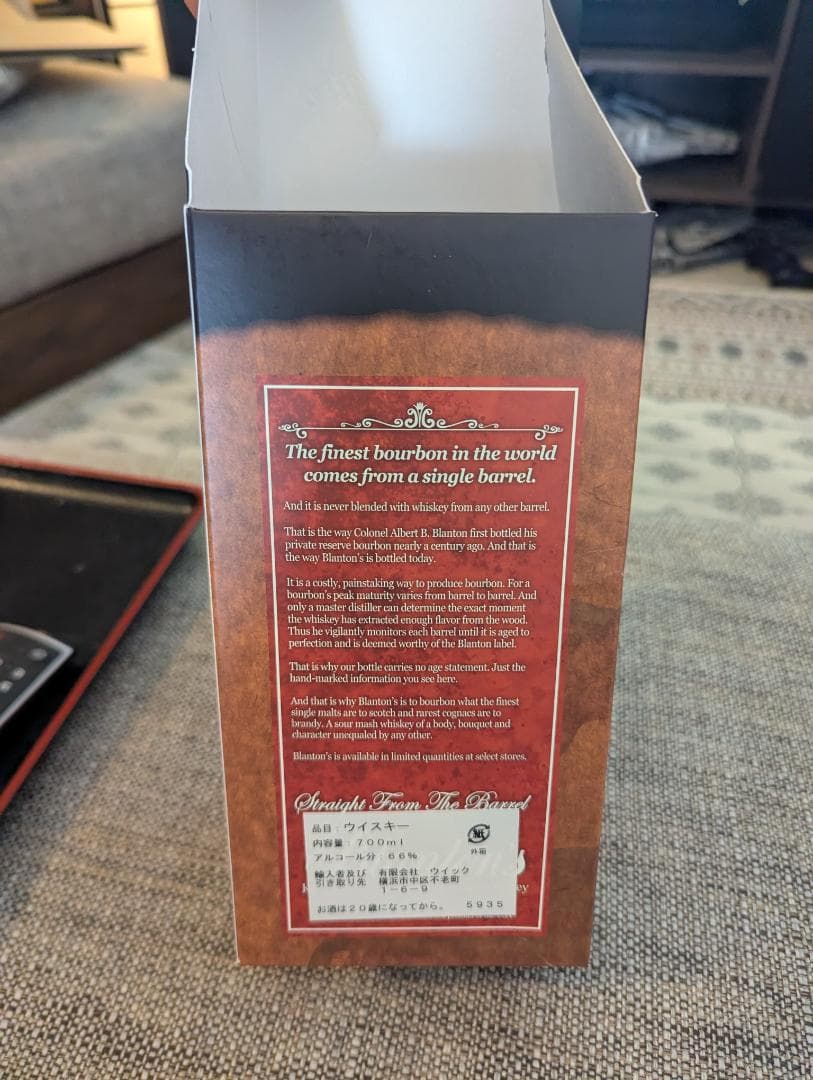 The finest bourbon in the world
comes from a single barrel.
And it is never blended with whiskey from any other barrel.
That is the way Colonel Albert B. Blanton first bottled his
private reserve bourbon nearly a century ago. And that is
the way Blanton's is bottled today.
It is a costly, painstaking way to produce bourbon. For a
bourbon's peak maturity varies from barrel to barrel. And
only a master distiller can determine the exact moment
the whiskey has extracted enough flavor from the wood.
Thus he vigilantly monitors each barrel until it is aged to
perfection and is deemed worthy of the Blanton label.
That is why our bottle carries no age statement. Just the
hand-marked information you see here.
And that is why Blanton's is to bourbon what the finest
single malts are to scotch and rarest cognacs are to
brandy. A sour mash whiskey of a body, bouquet and
character unequaled by any other.
Blanton's is available in limited quantities at select stores.
Straight From The Barrel
品目:ウイスキー
内容量:700ml
アルコール分:66%
紙
外箱
輸入者及び 有限会社 ウイック
引き取り先 横浜市中区不老町
1-6-9
お酒は20歳になってから。 5935